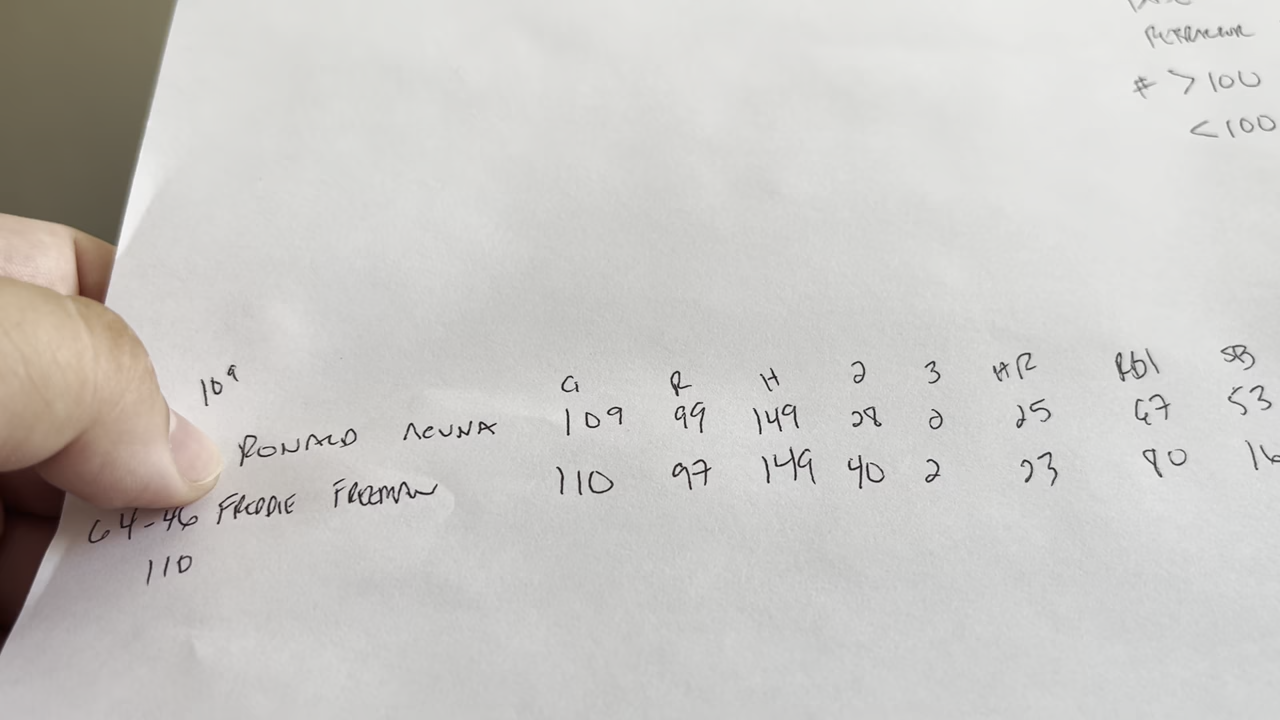 # > 100
< 100
109
G R H 2 3 HR RBI SB
RONALD ACUNA 109 99 149 28 2 25 67 53
64-46 FREDDIE FREEMAN 110 97 149 40 2 23 80 16
110